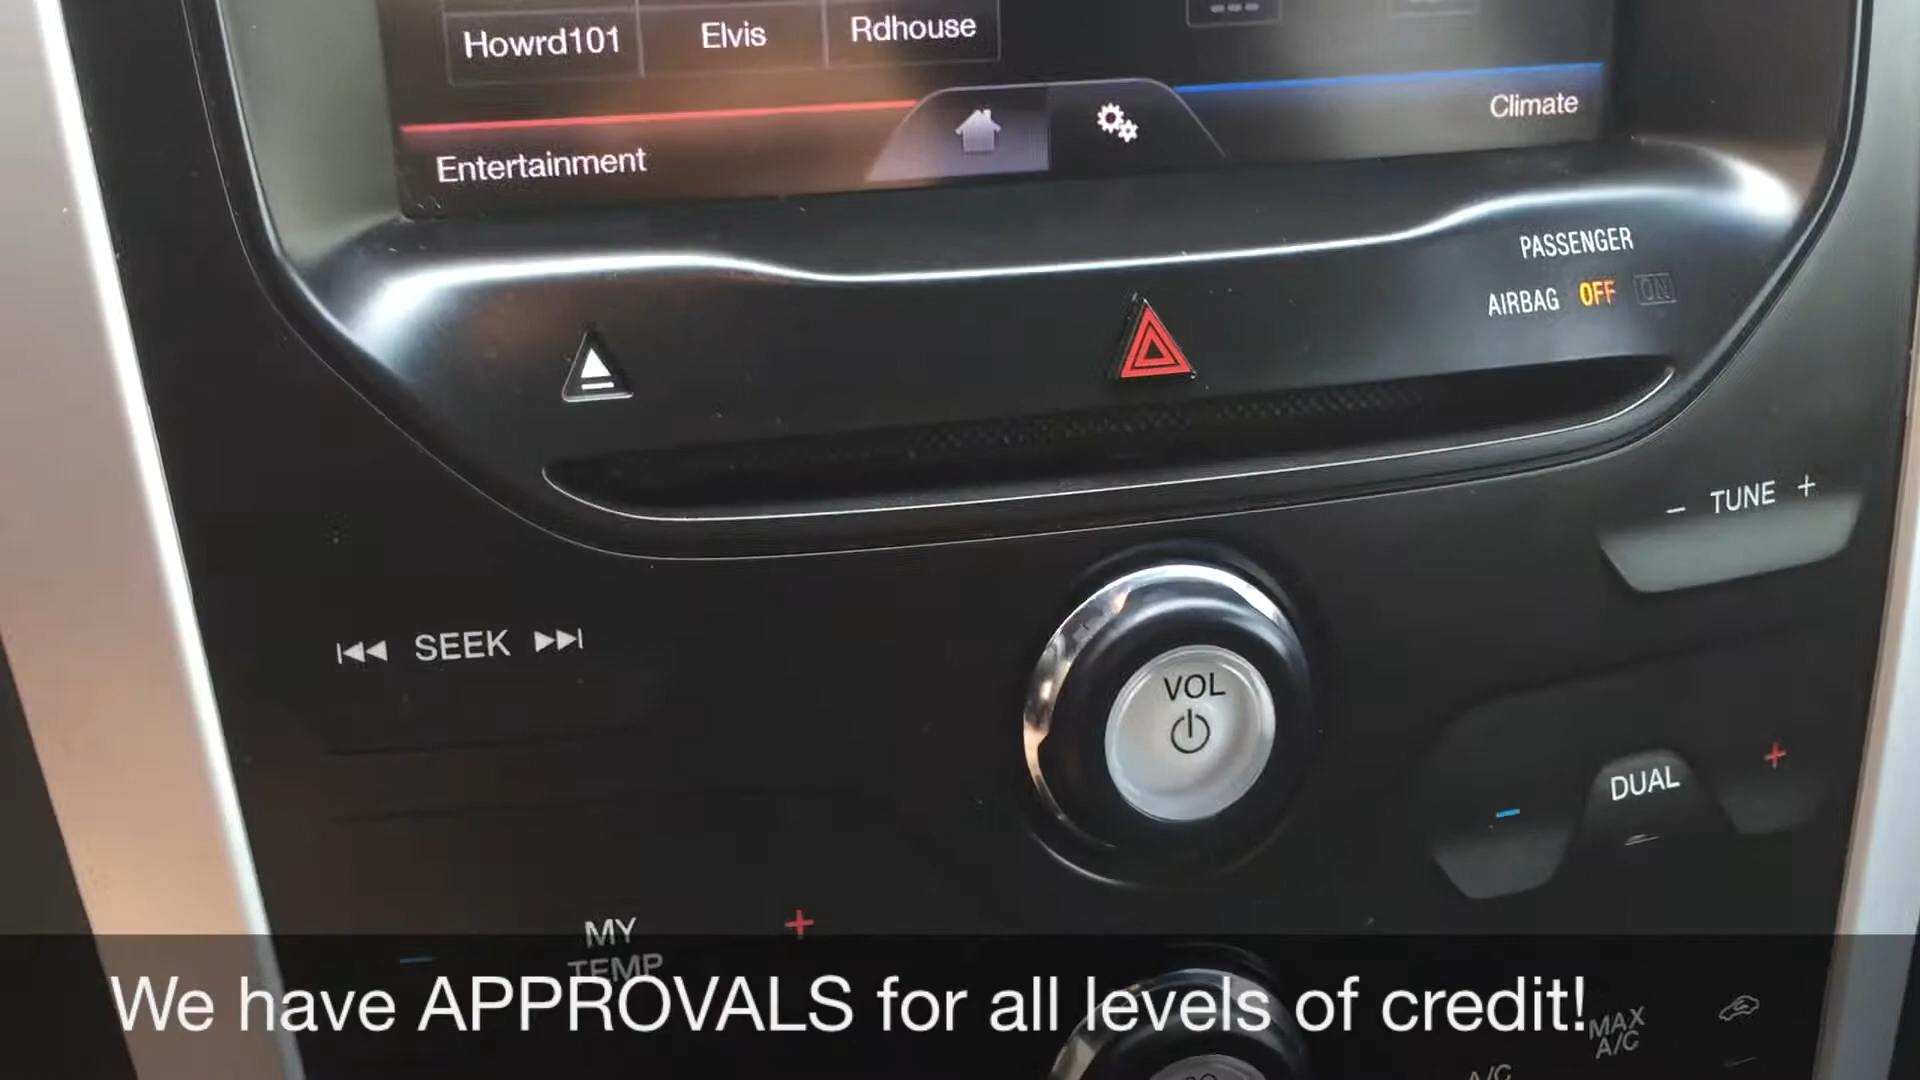 Howrd101 Elvis Rdhouse
Entertainment
Climate
PASSENGER
AIRBAG OFF ON
− TUNE +
SEEK
VOL
− DUAL +
− MY +
TEMP
We have APPROVALS for all levels of credit!
MAX
A/C
A/C